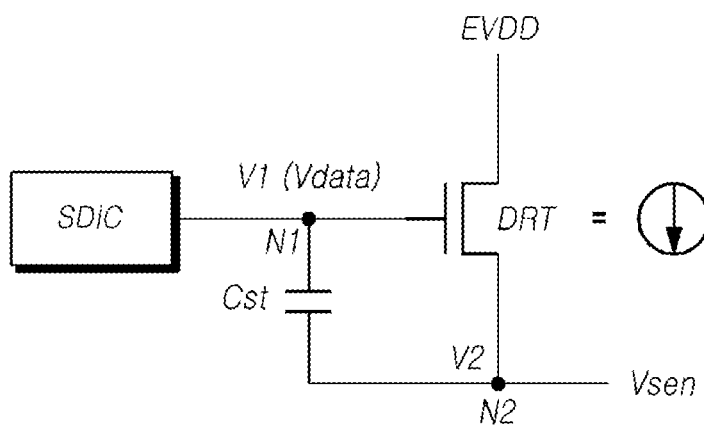 EVDD
V1 (Vdata)
SDIC
DRT =
N1
Cst
V2
Vsen
N2